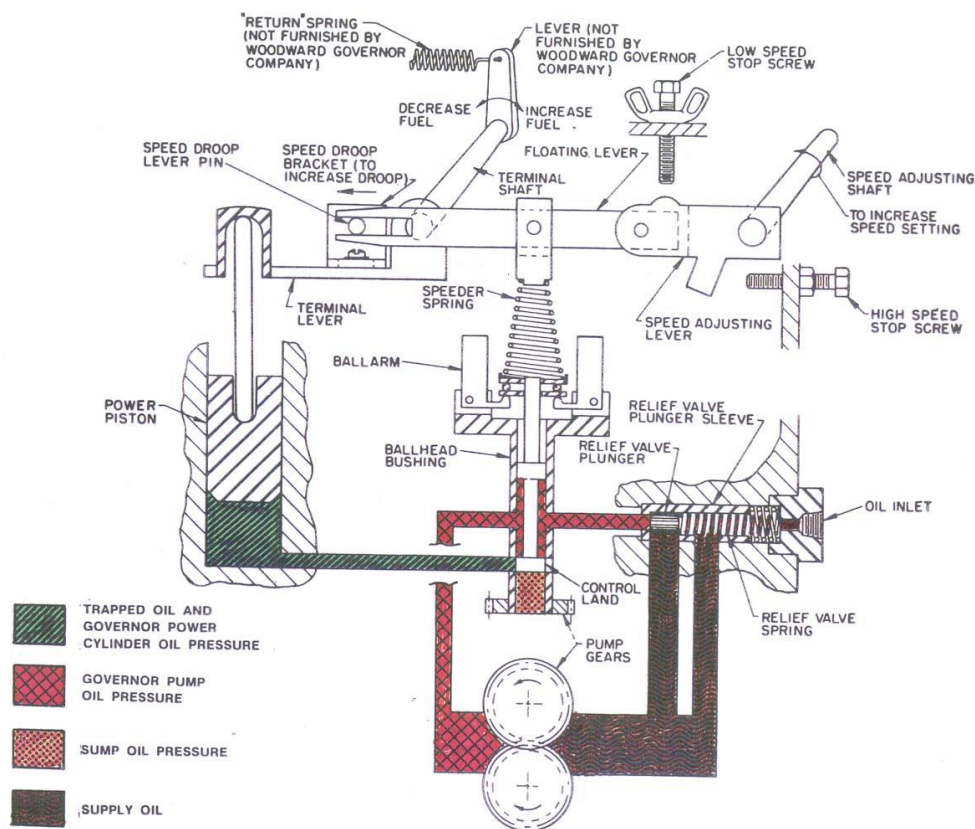 "RETURN" SPRING
(NOT FURNISHED BY
WOODWARD GOVERNOR
COMPANY)
LEVER (NOT
FURNISHED BY
WOODWARD GOVERNOR
COMPANY)
LOW SPEED
STOP SCREW
DECREASE
FUEL
INCREASE
FUEL
SPEED DROOP
LEVER PIN
SPEED DROOP
BRACKET (TO
INCREASE DROOP)
TERMINAL
SHAFT
FLOATING LEVER
SPEED ADJUSTING
SHAFT
TO INCREASE
SPEED SETTING
TERMINAL
LEVER
SPEEDER
SPRING
SPEED ADJUSTING
LEVER
HIGH SPEED
STOP SCREW
BALLARM
POWER
PISTON
BALLHEAD
BUSHING
RELIEF VALVE
PLUNGER SLEEVE
RELIEF VALVE
PLUNGER
OIL INLET
CONTROL
LAND
RELIEF VALVE
SPRING
PUMP
GEARS
TRAPPED OIL AND
GOVERNOR POWER
CYLINDER OIL PRESSURE
GOVERNOR PUMP
OIL PRESSURE
SUMP OIL PRESSURE
SUPPLY OIL